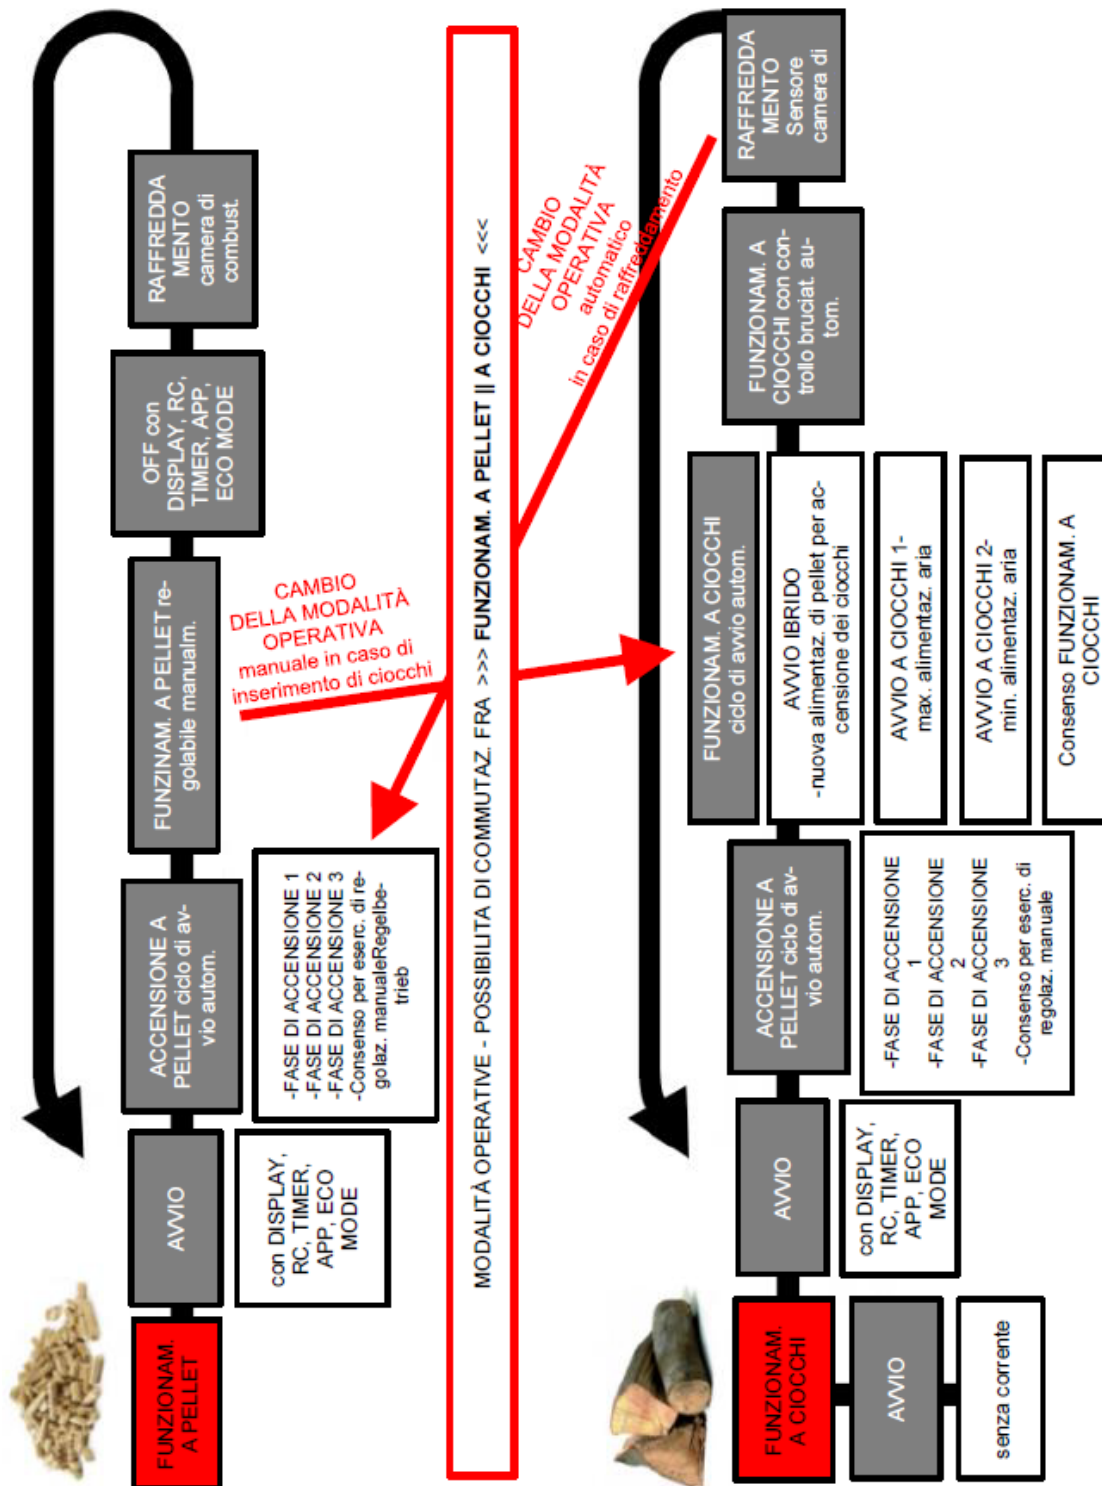 FUNZIONAM.
A PELLET
AVVIO
con DISPLAY,
RC, TIMER,
APP, ECO
MODE
ACCENSIONE A
PELLET ciclo di av-
vio autom.
-FASE DI ACCENSIONE 1
-FASE DI ACCENSIONE 2
-FASE DI ACCENSIONE 3
-Consenso per eserc. di re-
golaz. manualeRegelbe-
trieb
FUNZINAM. A PELLET re-
golabile manualm.
OFF con
DISPLAY, RC,
TIMER, APP,
ECO MODE
RAFFREDDA
MENTO
camera di
combust.
CAMBIO
DELLA MODALITÀ
OPERATIVA
manuale in caso di
inserimento di ciocchi
MODALITÀ OPERATIVE - POSSIBILITA DI COMMUTAZ. FRA >>> FUNZIONAM. A PELLET || A CIOCCHI <<<
CAMBIO
DELLA MODALITÀ
OPERATIVA
automatico
in caso di raffreddamento
FUNZIONAM.
A CIOCCHI
AVVIO
senza corrente
AVVIO
con DISPLAY,
RC, TIMER,
APP, ECO
MODE
ACCENSIONE A
PELLET ciclo di av-
vio autom.
-FASE DI ACCENSIONE
1
-FASE DI ACCENSIONE
2
-FASE DI ACCENSIONE
3
-Consenso per eserc. di
regolaz. manuale
FUNZIONAM. A CIOCCHI
ciclo di avvio autom.
AVVIO IBRIDO
-nuova alimentaz. di pellet per ac-
censione dei ciocchi
AVVIO A CIOCCHI 1-
max. alimentaz. aria
AVVIO A CIOCCHI 2-
min. alimentaz. aria
Consenso FUNZIONAM. A
CIOCCHI
FUNZIONAM. A
CIOCCHI con con-
trollo bruciat. au-
tom.
RAFFREDDA
MENTO
Sensore
camera di